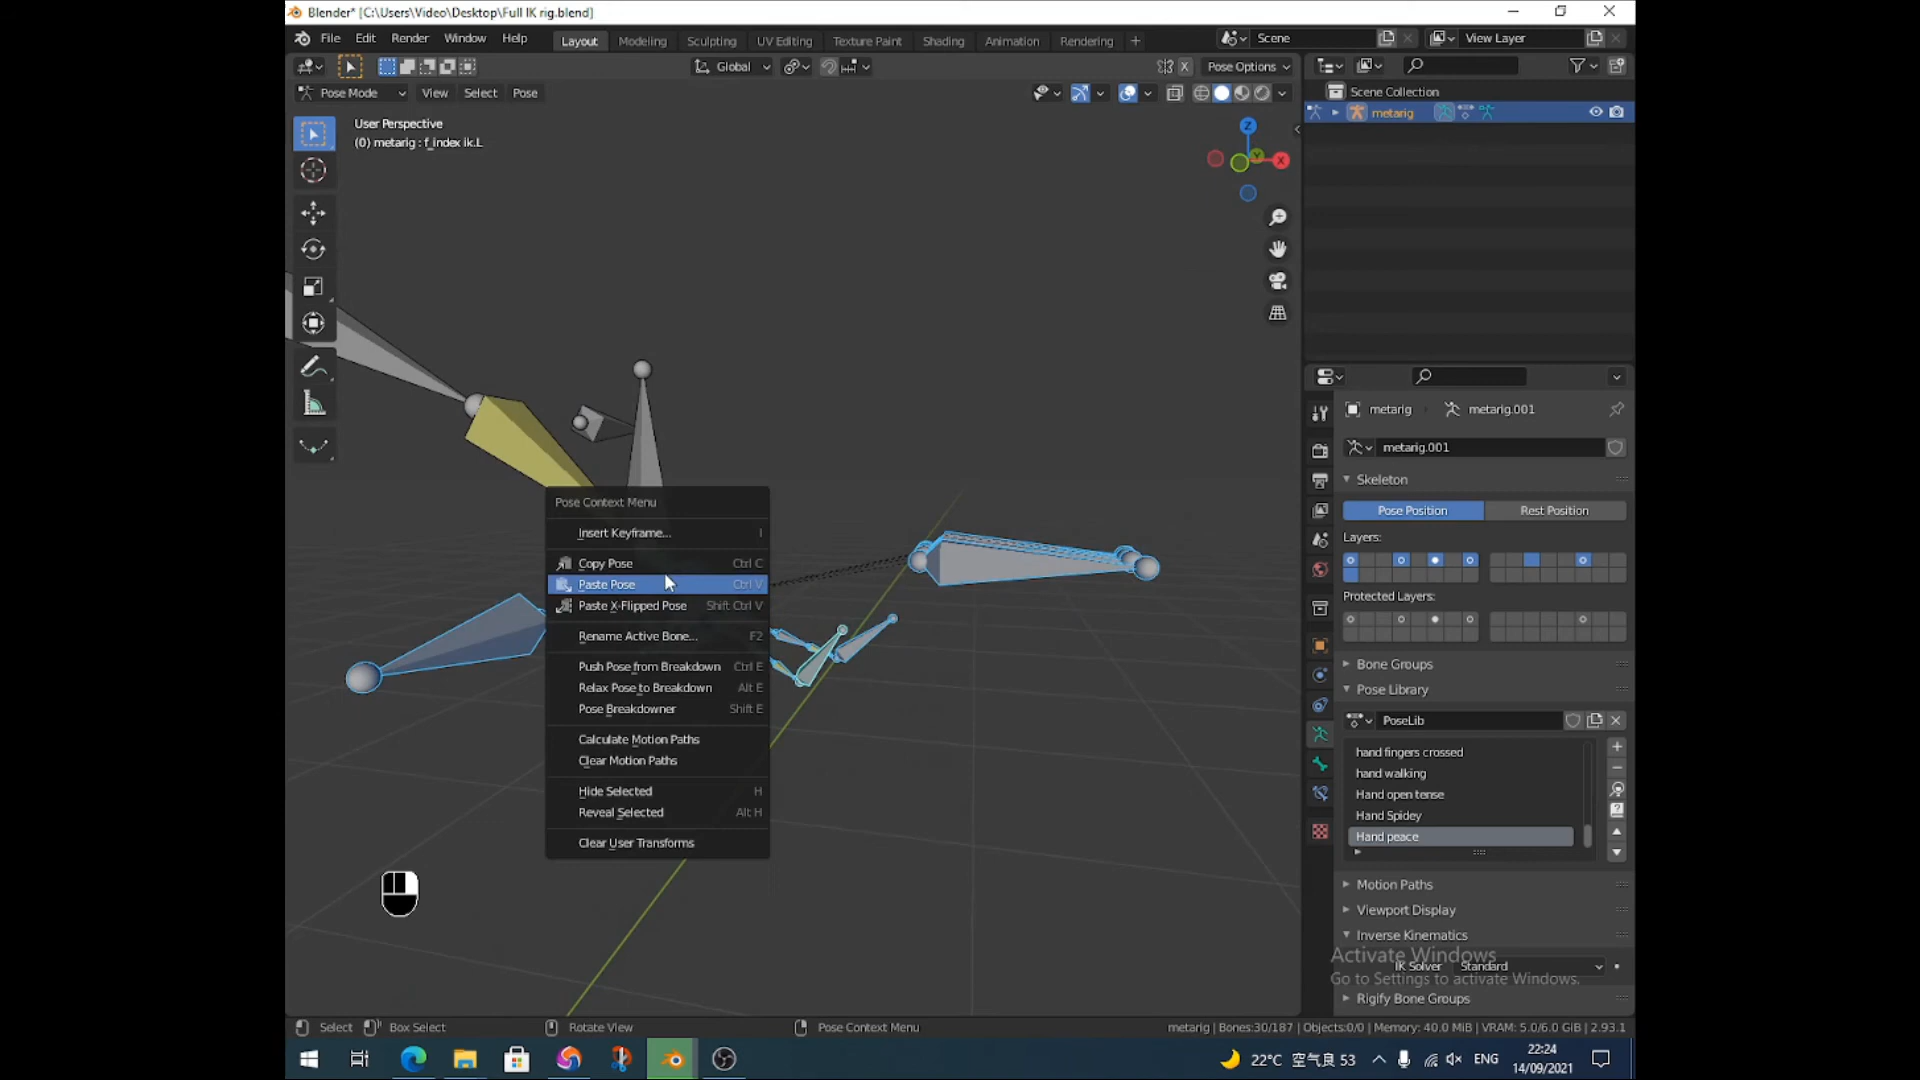 Blender* [C:\Users\Video\Desktop\Full IK rig.blend]
File Edit Render Window Help Layout Modeling Sculpting UV Editing Texture Paint Shading Animation Compositing Rendering + Scene View Layer
Global Pose Options
Pose Mode View Select Pose
User Perspective
(0) metarig : f_index ik.L
Z
Y
X
X
Scene Collection
metarig
metarig metarig.001
metarig.001
Skeleton
Pose Position Rest Position
Layers:
Protected Layers:
Bone Groups
Pose Library
PoseLib
hand fingers crossed
hand walking
Hand open tense
Hand Spidey
Hand peace
Motion Paths
Viewport Display
Inverse Kinematics
IK Solver Standard
Rigify Bone Groups
Activate Windows
Go to Settings to activate Windows.
Pose Context Menu
Insert Keyframe... I
Copy Pose Ctrl C
Paste Pose Ctrl V
Paste X-Flipped Pose Shift Ctrl V
Rename Active Bone... F2
Push Pose from Breakdown Ctrl E
Relax Pose to Breakdown Alt E
Pose Breakdowner Shift E
Calculate Motion Paths
Clear Motion Paths
Hide Selected H
Reveal Selected Alt H
Clear User Transforms
Select Box Select Rotate View Pose Context Menu metarig | Bones:30/187 | Objects:0/0 | Memory: 40.0 MiB | VRAM: 5.0/6.0 GiB | 2.93.1
22°C 空气良 53 ENG
22:24
14/09/2021